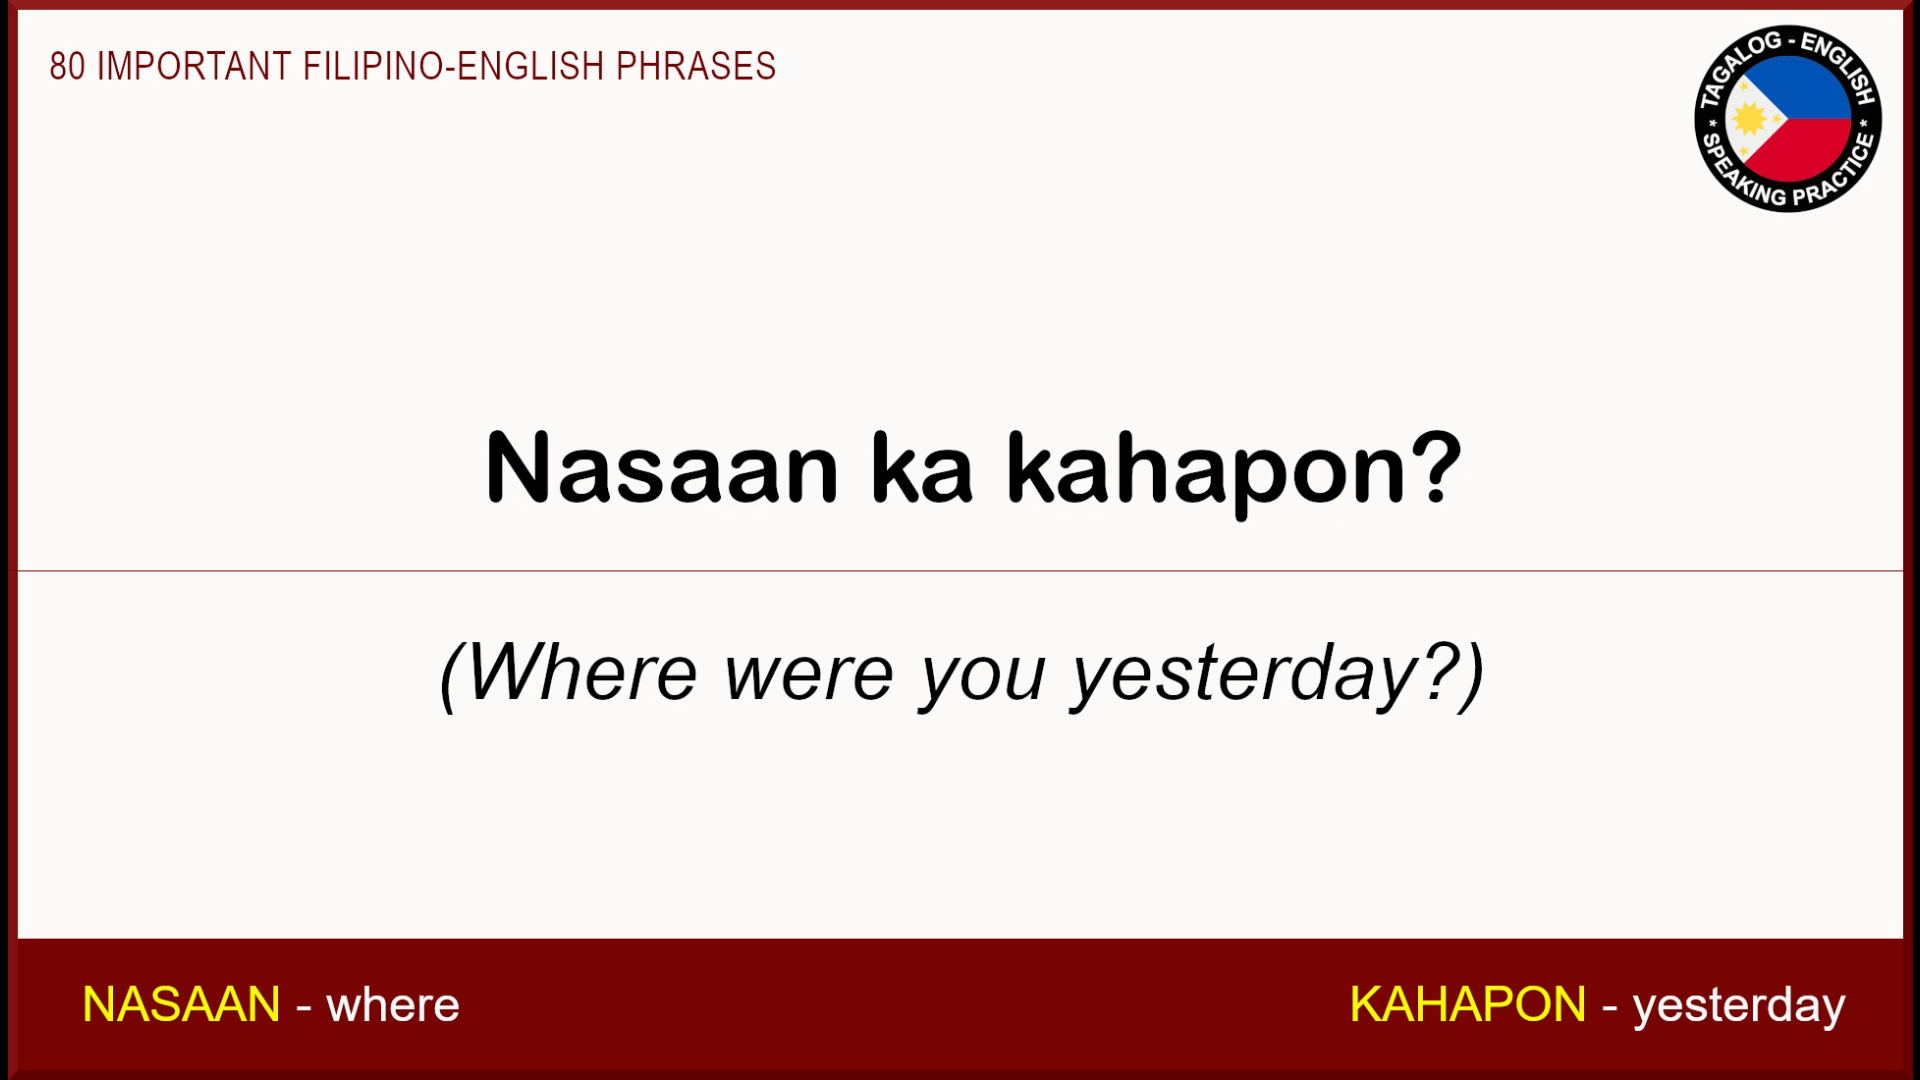 80 IMPORTANT FILIPINO-ENGLISH PHRASES
TAGALOG - ENGLISH
* SPEAKING PRACTICE *
Nasaan ka kahapon?
(Where were you yesterday?)
NASAAN - where
KAHAPON - yesterday